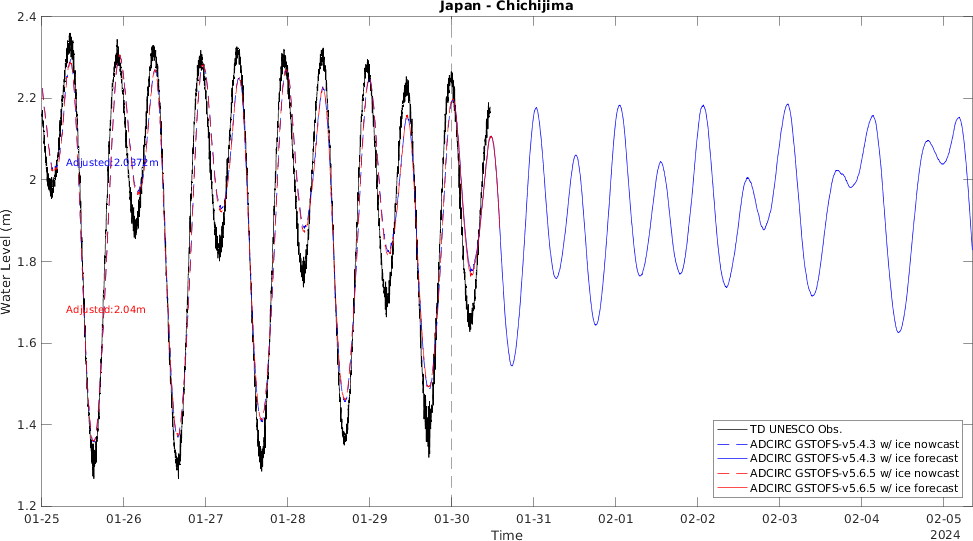 Japan - Chichijima
2.4
2.2
2
1.8
1.6
1.4
1.2
Water Level (m)
Adjusted:2.0372m
Adjusted:2.04m
TD UNESCO Obs.
ADCIRC GSTOFS-v5.4.3 w/ ice nowcast
ADCIRC GSTOFS-v5.4.3 w/ ice forecast
ADCIRC GSTOFS-v5.6.5 w/ ice nowcast
ADCIRC GSTOFS-v5.6.5 w/ ice forecast
01-25 01-26 01-27 01-28 01-29 01-30 01-31 02-01 02-02 02-03 02-04 02-05
Time
2024